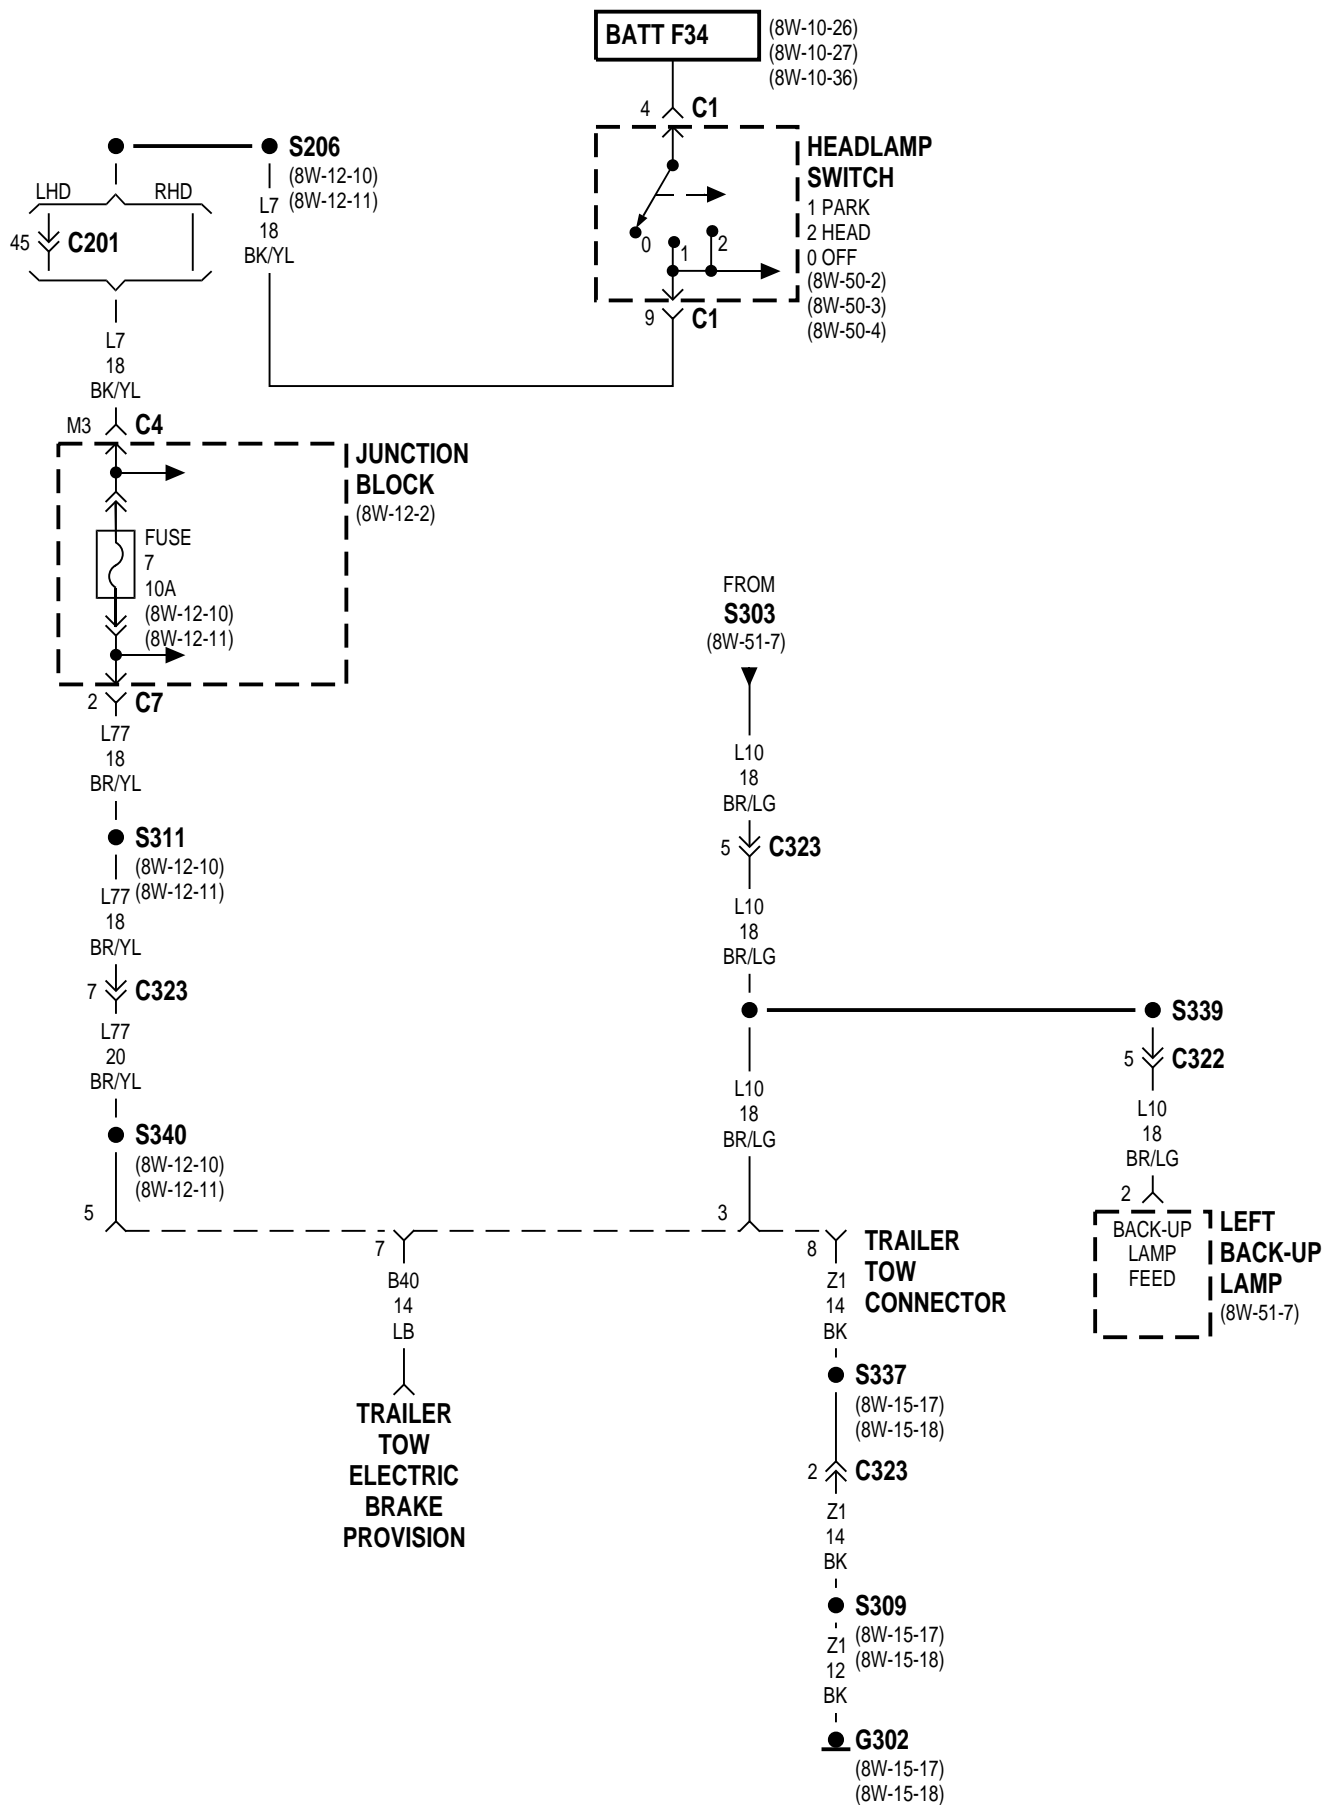 BATT F34
(8W-10-26)
(8W-10-27)
(8W-10-36)
4 C1
HEADLAMP
SWITCH
1 PARK
2 HEAD
0 OFF
(8W-50-2)
(8W-50-3)
(8W-50-4)
0
1
2
9 C1
S206
(8W-12-10)
(8W-12-11)
L7
18
BK/YL
LHD
RHD
45 C201
L7
18
BK/YL
M3 C4
JUNCTION
BLOCK
(8W-12-2)
FUSE
7
10A
(8W-12-10)
(8W-12-11)
2 C7
L77
18
BR/YL
S311
(8W-12-10)
(8W-12-11)
L77
18
BR/YL
7 C323
L77
20
BR/YL
S340
(8W-12-10)
(8W-12-11)
5
FROM
S303
(8W-51-7)
L10
18
BR/LG
5 C323
L10
18
BR/LG
S339
5 C322
L10
18
BR/LG
2
BACK-UP
LAMP
FEED
LEFT
BACK-UP
LAMP
(8W-51-7)
L10
18
BR/LG
3
7
B40
14
LB
TRAILER
TOW
ELECTRIC
BRAKE
PROVISION
8
TRAILER
TOW
CONNECTOR
Z1
14
BK
S337
(8W-15-17)
(8W-15-18)
2 C323
Z1
14
BK
S309
(8W-15-17)
(8W-15-18)
Z1
12
BK
G302
(8W-15-17)
(8W-15-18)